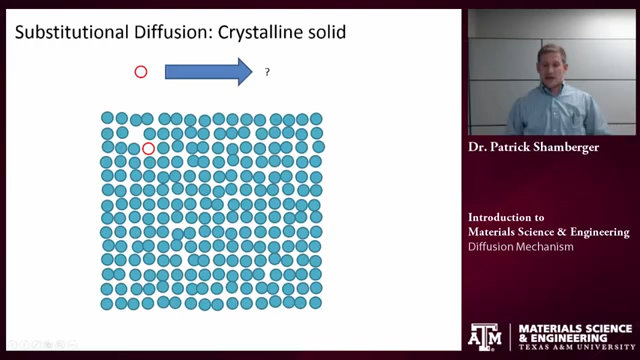 Substitutional Diffusion: Crystalline solid
?
Dr. Patrick Shamberger
Introduction to
Materials Science & Engineering
Diffusion Mechanism
ATM
MATERIALS SCIENCE
& ENGINEERING
TEXAS A&M UNIVERSITY